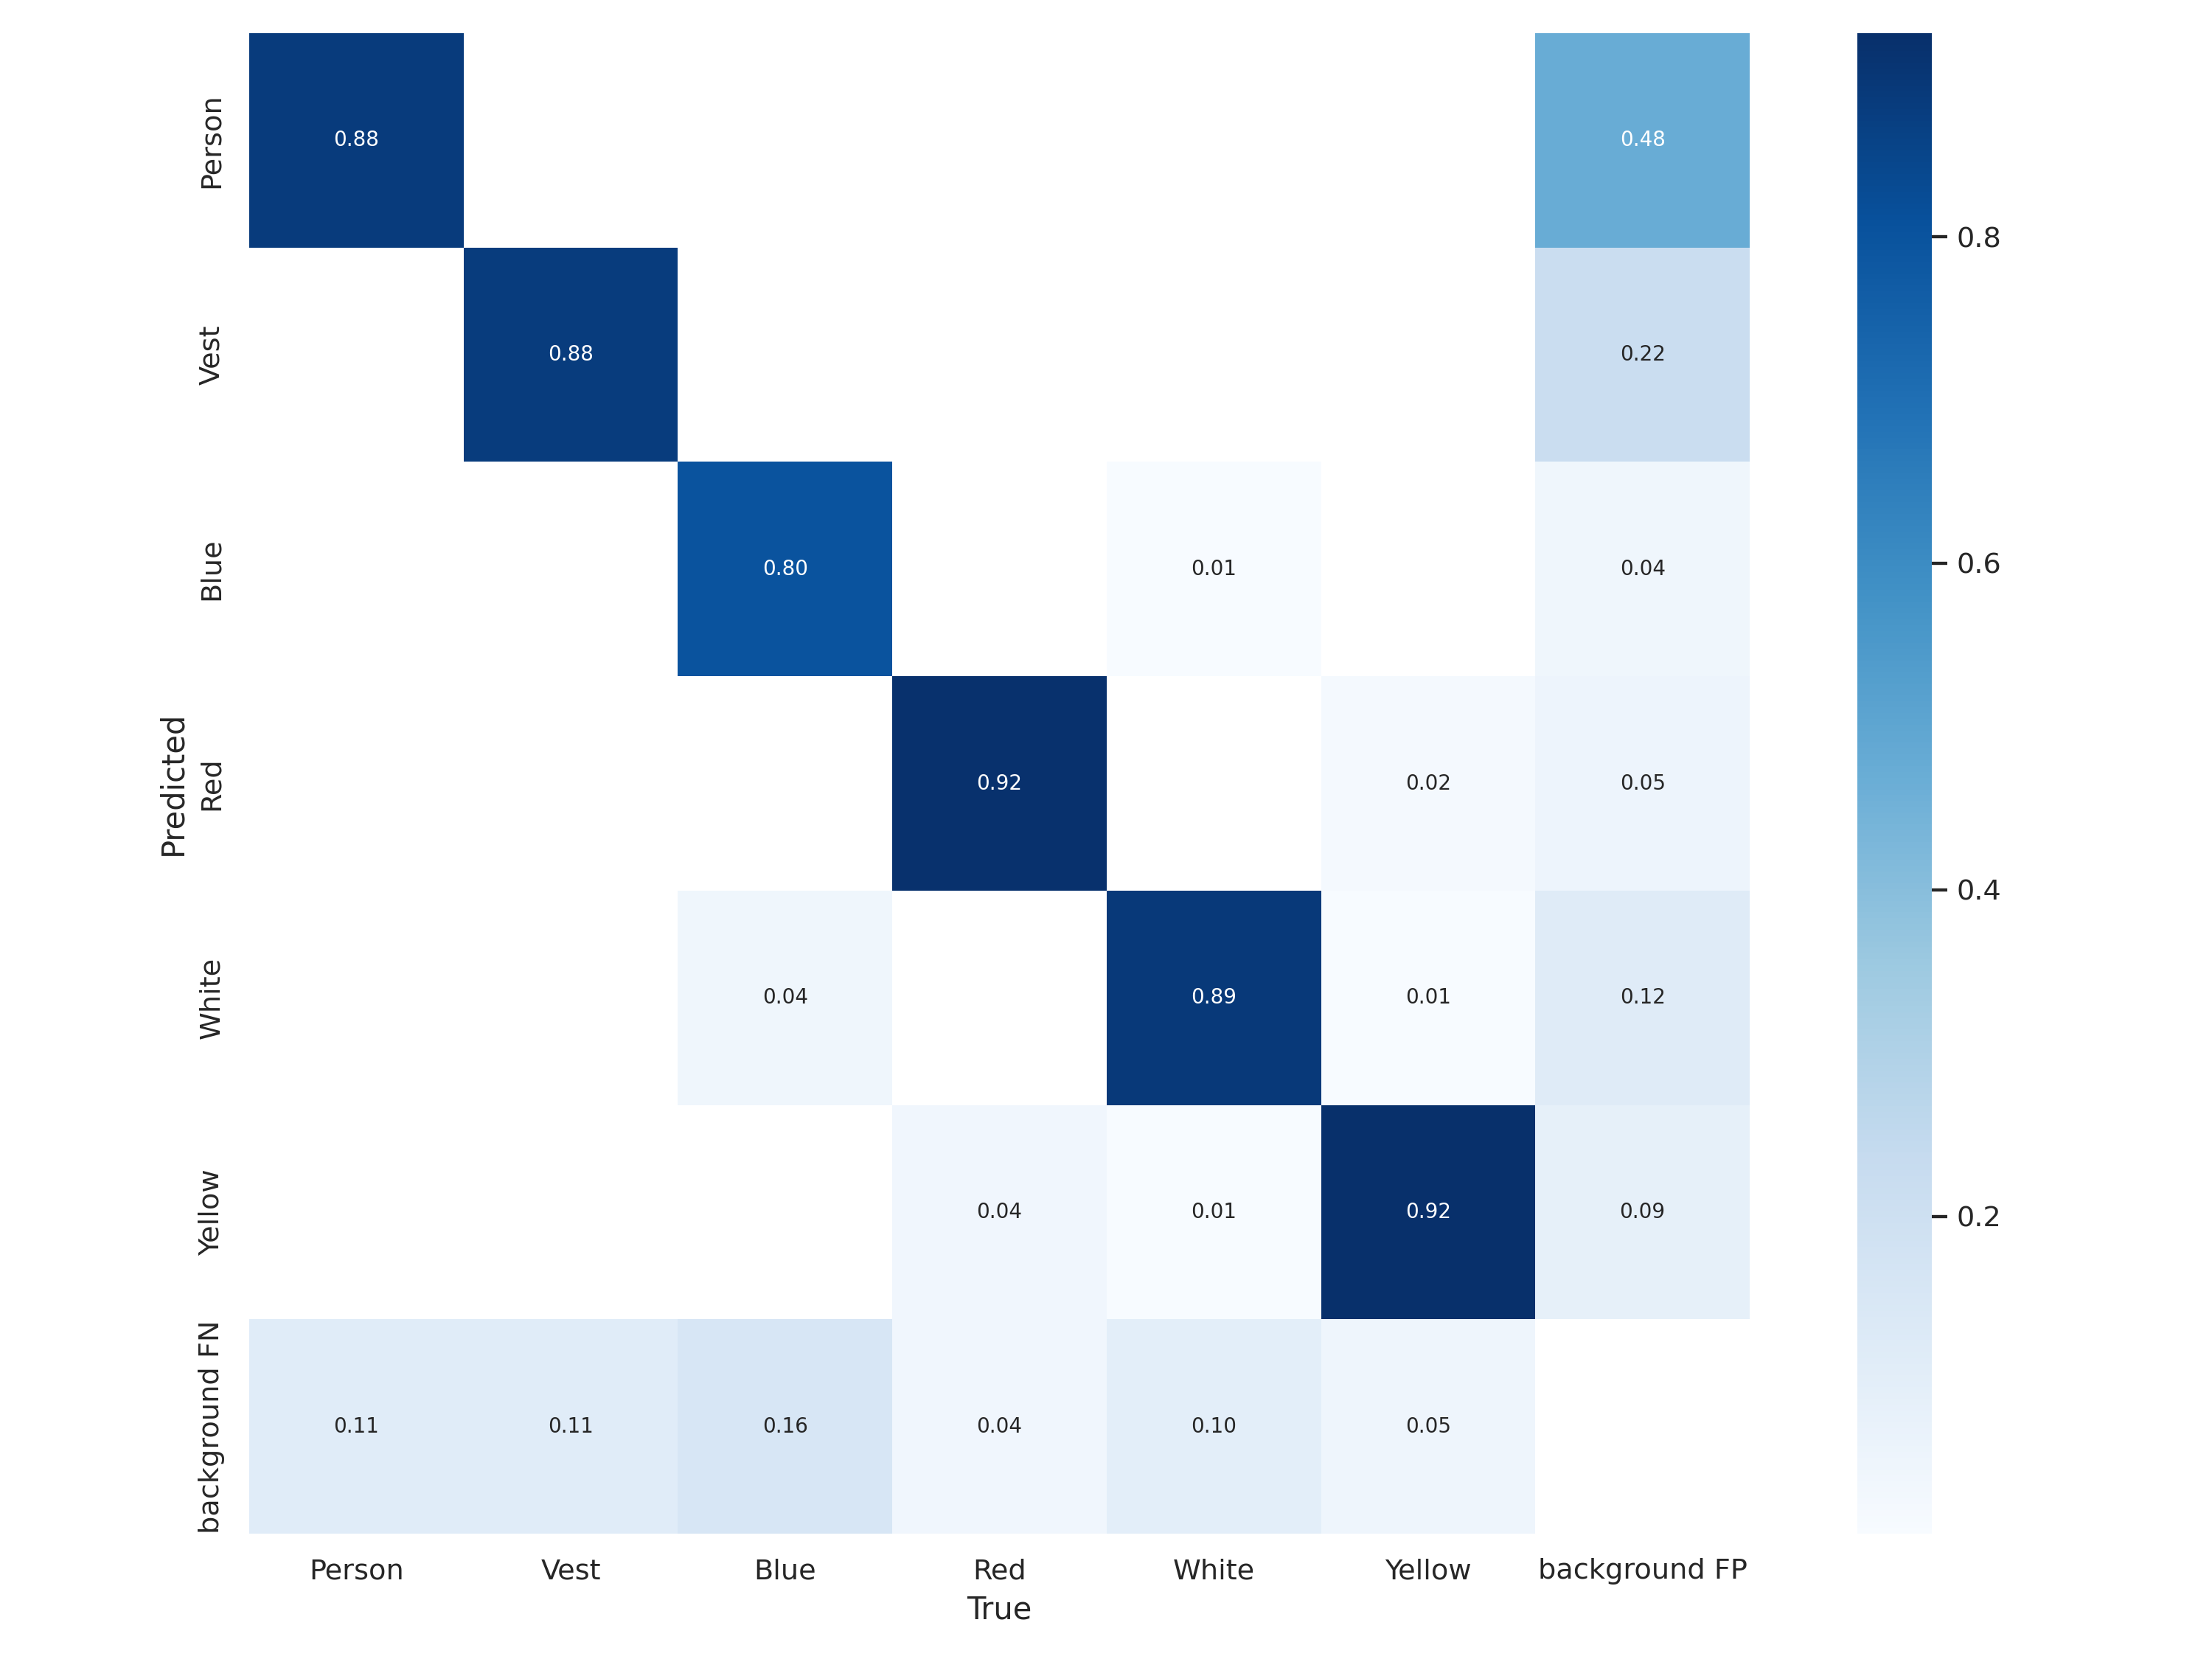 Person 0.88 0.48
0.8
Vest 0.88 0.22
Blue 0.80 0.01 0.04
0.6
Predicted
Red 0.92 0.02 0.05
0.4
White 0.04 0.89 0.01 0.12
Yellow 0.04 0.01 0.92 0.09
0.2
background FN 0.11 0.11 0.16 0.04 0.10 0.05
Person Vest Blue Red White Yellow background FP
True